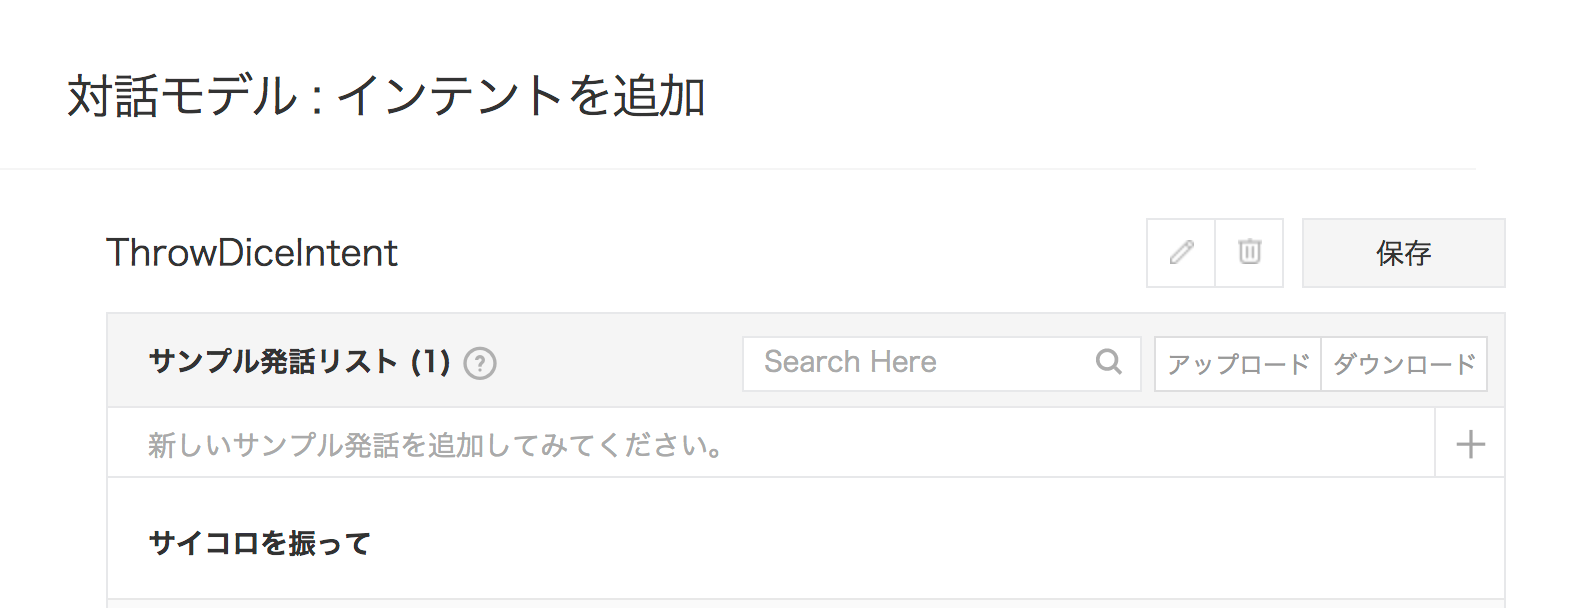 対話モデル : インテントを追加
ThrowDiceIntent
保存
サンプル発話リスト (1) ?
Search Here
アップロード
ダウンロード
新しいサンプル発話を追加してみてください。
サイコロを振って